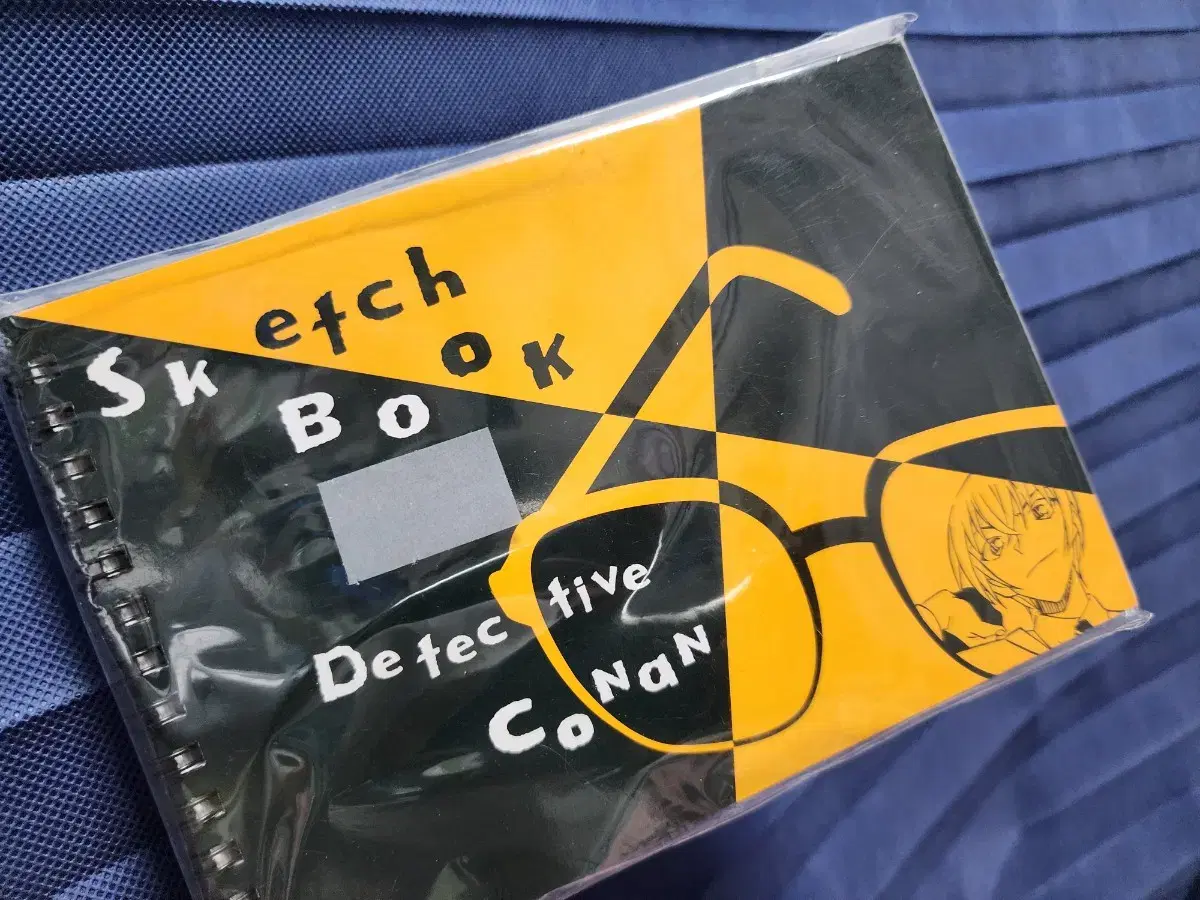 Sketch
BooK
Detective
CoNaN